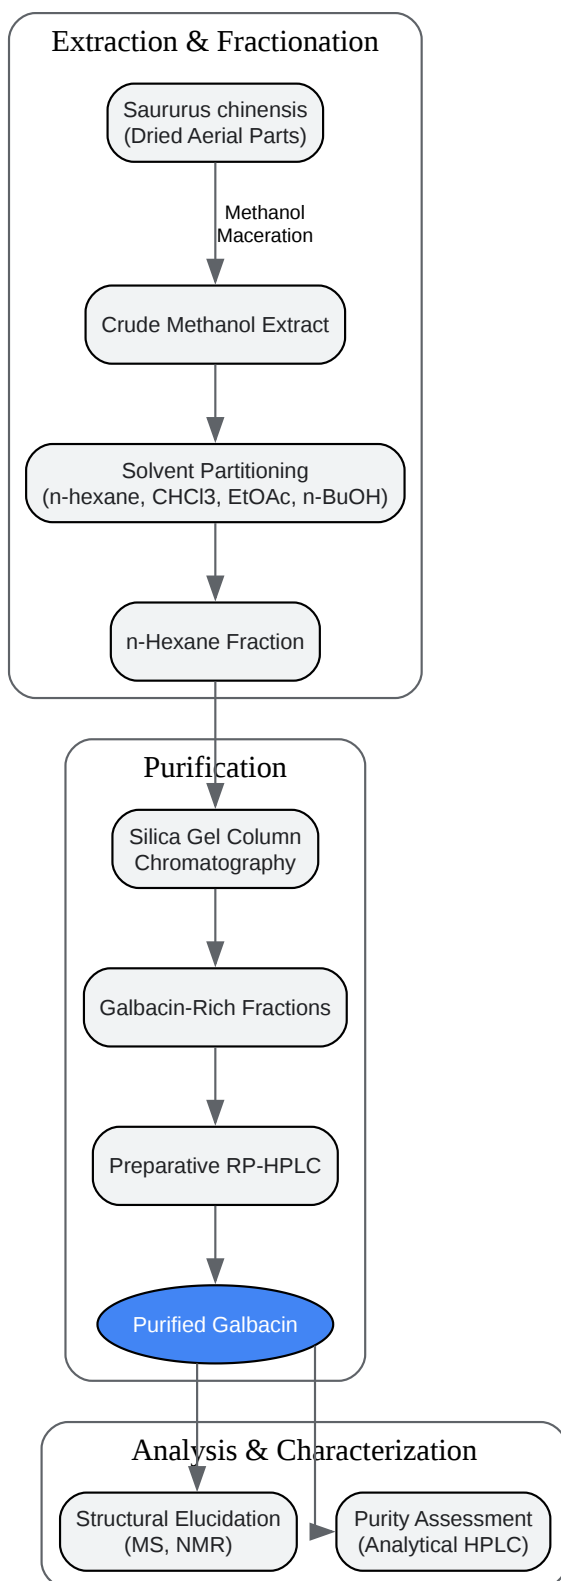 Extraction & Fractionation
Saururus chinensis
(Dried Aerial Parts)
Methanol
Maceration
Crude Methanol Extract
Solvent Partitioning
(n-hexane, CHCl3, EtOAc, n-BuOH)
n-Hexane Fraction
Purification
Silica Gel Column
Chromatography
Galbacin-Rich Fractions
Preparative RP-HPLC
Purified Galbacin
Analysis & Characterization
Structural Elucidation
(MS, NMR)
Purity Assessment
(Analytical HPLC)